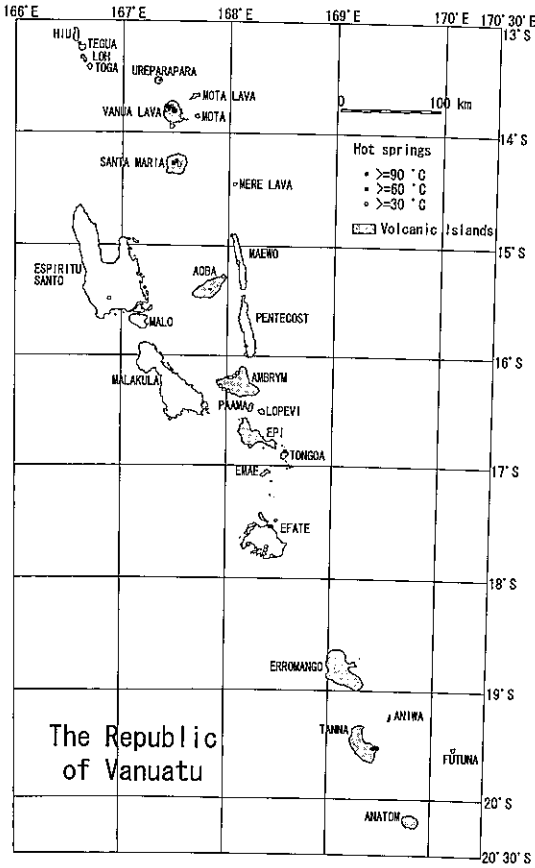 166°E 167°E 168°E 169°E 170°E 170°30'E
13°S
HIU
TEGUA
LOH
TOGA
UREPARAPARA
MOTA LAVA
VANUA LAVA
MOTA
0 100 km
14°S
Hot springs
SANTA MARIA
MERE LAVA
>=90 °C
>=60 °C
>=30 °C
Volcanic Islands
15°S
MAEWO
ESPIRITU
SANTO
AOBA
MALO
PENTECOST
16°S
MALAKULA
AMBRYM
PAAMA
LOPEVI
EPI
TONGOA
17°S
EMAE
EFATE
18°S
ERROMANGO
19°S
ANIWA
TANNA
The Republic
of Vanuatu
FUTUNA
ANATOM
20°S
20°30'S